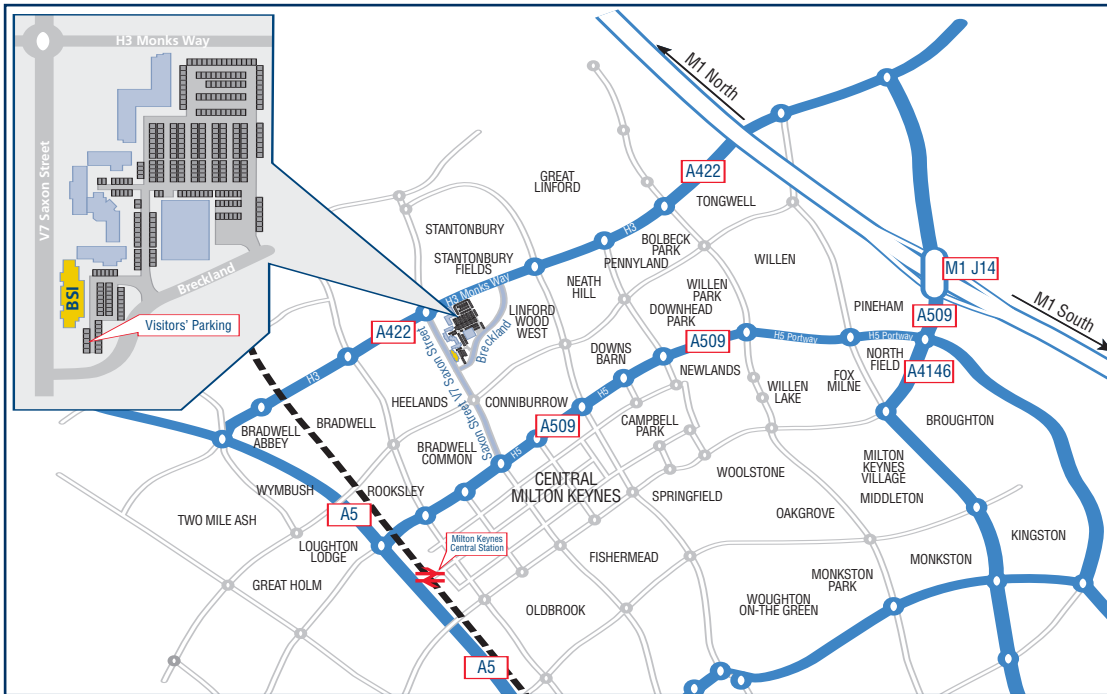 H3 Monks Way
V7 Saxon Street
BSI
Breckland
Visitors' Parking
M1 North
A422
GREAT
LINFORD
TONGWELL
STANTONBURY
H3
BOLBECK
PARK
STANTONBURY
FIELDS
PENNYLAND
WILLEN
M1 J14
NEATH
HILL
WILLEN
PARK
H3 Monks Way
LINFORD
WOOD
WEST
DOWNHEAD
PARK
PINEHAM
A509
M1 South
A422
Saxon Street V7 Saxon Street
Breckland
A509
H5 Portway
H5 Portway
DOWNS
BARN
NORTH
FIELD
NEWLANDS
FOX
MILNE
A4146
H3
HEELANDS
CONNIBURROW
H5
WILLEN
LAKE
BRADWELL
ABBEY
BRADWELL
A509
CAMPBELL
PARK
BROUGHTON
BRADWELL
COMMON
H5
CENTRAL
MILTON KEYNES
WOOLSTONE
MILTON
KEYNES
VILLAGE
WYMBUSH
ROOKSLEY
SPRINGFIELD
MIDDLETON
TWO MILE ASH
A5
OAKGROVE
KINGSTON
Milton Keynes
Central Station
LOUGHTON
LODGE
FISHERMEAD
MONKSTON
GREAT HOLM
MONKSTON
PARK
OLDBROOK
WOUGHTON
ON-THE GREEN
A5